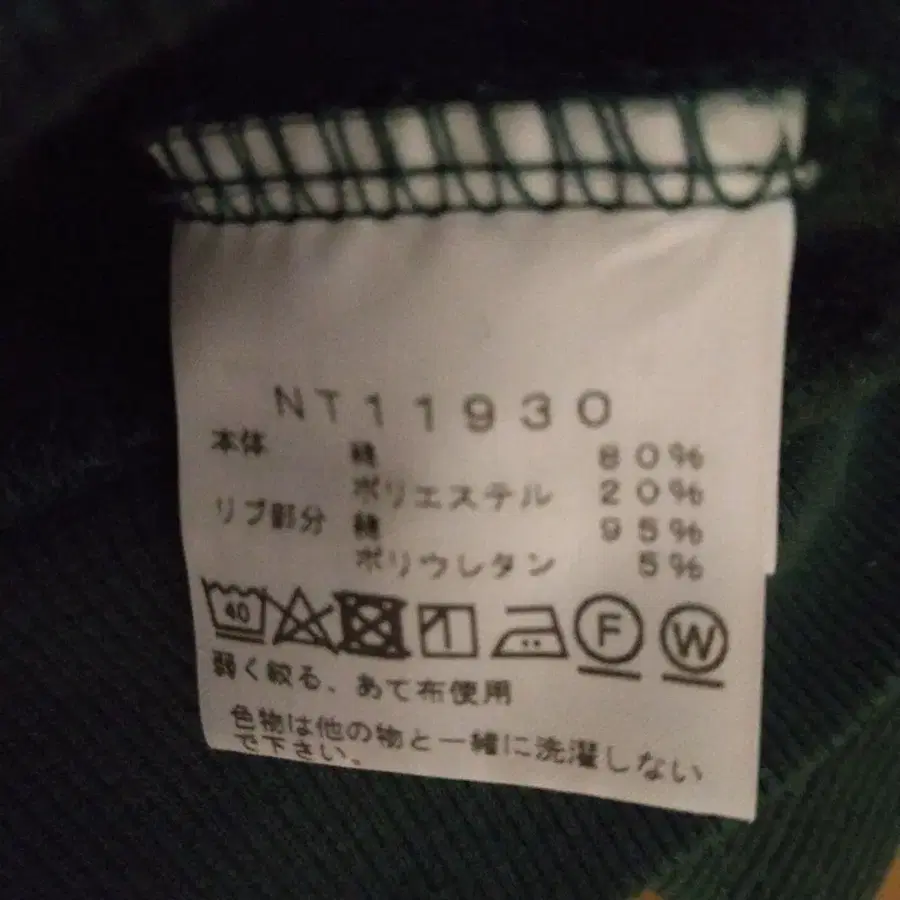 NT11930
本体 綿 80%
ポリエステル 20%
リブ部分 綿 95%
ポリウレタン 5%
40 F W
弱く絞る、あて布使用
色物は他の物と一緒に洗濯しない
で下さい。